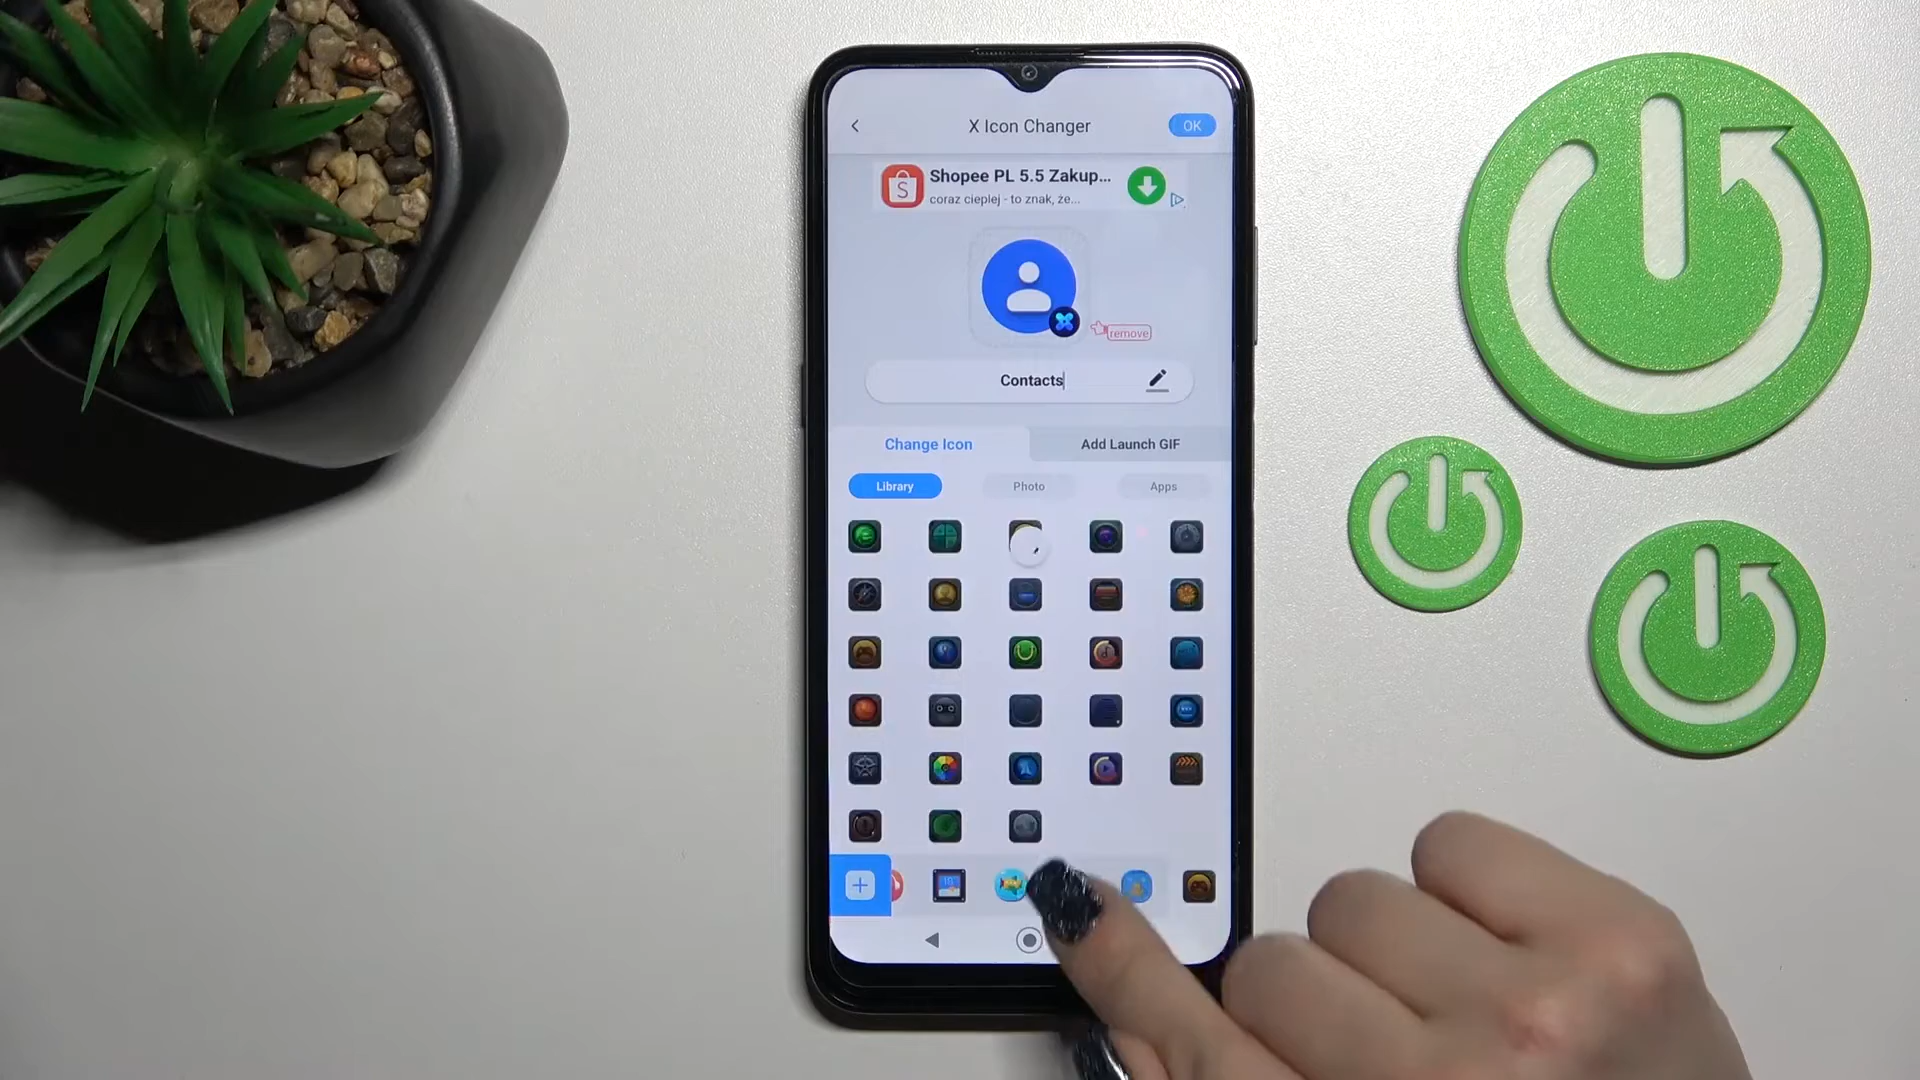 X Icon Changer
OK
Shopee PL 5.5 Zakup...
coraz cieplej - to znak, że...
S
remove
Contacts
Change Icon
Add Launch GIF
Library
Photo
Apps